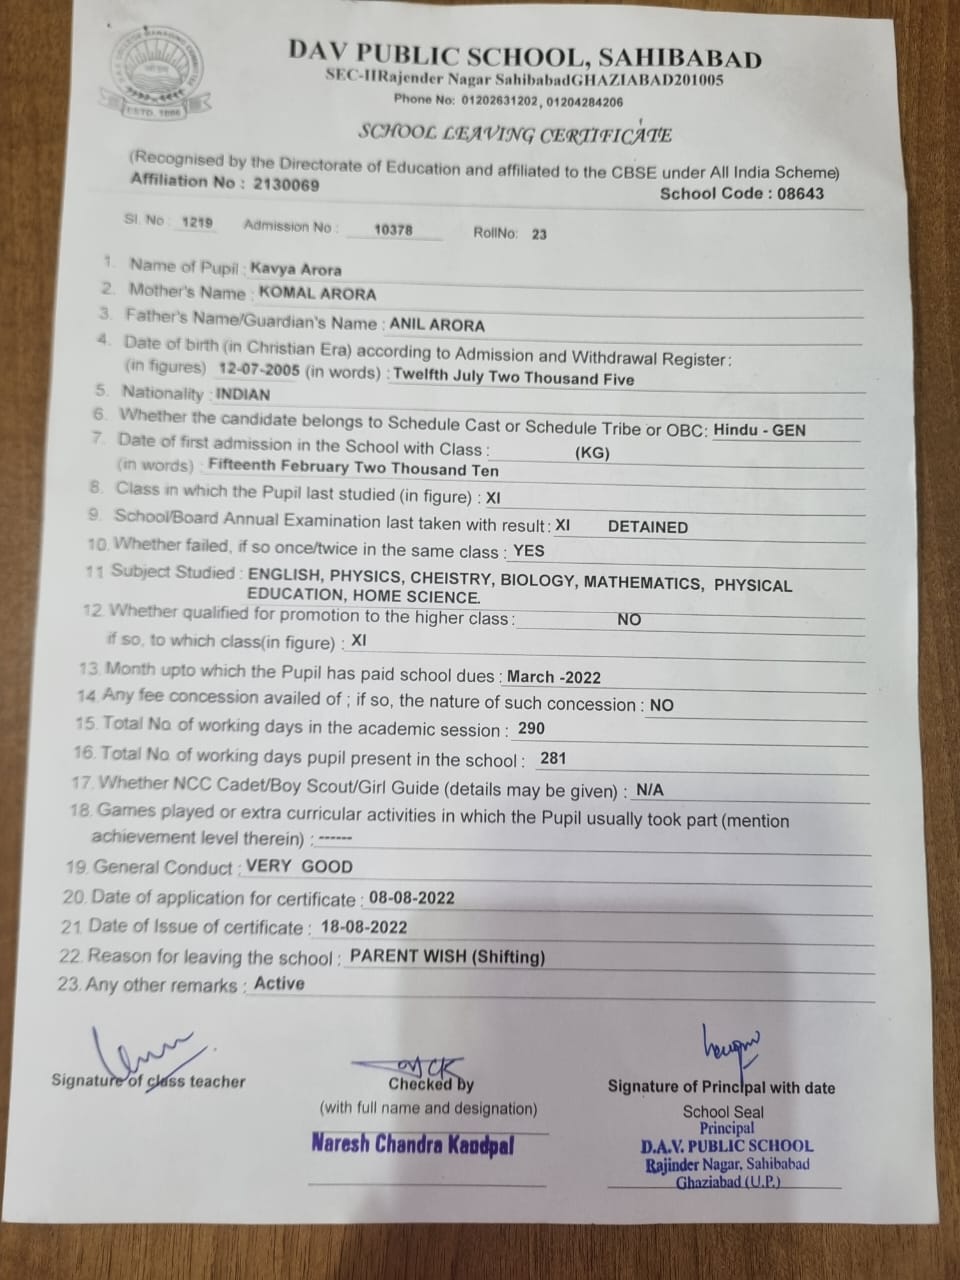 DAV PUBLIC SCHOOL, SAHIBABAD
SEC-IIRajender Nagar SahibabadGHAZIABAD201005
Phone No: 01202631202, 01204284206
SCHOOL LEAVING CERTIFICATE
(Recognised by the Directorate of Education and affiliated to the CBSE under All India Scheme)
Affiliation No : 2130069 School Code : 08643
ESTD. 1886
Sl. No : 1219 Admission No : 10378 RollNo: 23
1. Name of Pupil : Kavya Arora
2. Mother's Name : KOMAL ARORA
3. Father's Name/Guardian's Name : ANIL ARORA
4. Date of birth (in Christian Era) according to Admission and Withdrawal Register:
(in figures) 12-07-2005 (in words) : Twelfth July Two Thousand Five
5. Nationality : INDIAN
6. Whether the candidate belongs to Schedule Cast or Schedule Tribe or OBC: Hindu - GEN
7. Date of first admission in the School with Class : (KG)
(in words) : Fifteenth February Two Thousand Ten
8. Class in which the Pupil last studied (in figure) : XI
9. School/Board Annual Examination last taken with result: XI DETAINED
10. Whether failed, if so once/twice in the same class : YES
11 Subject Studied : ENGLISH, PHYSICS, CHEISTRY, BIOLOGY, MATHEMATICS, PHYSICAL
EDUCATION, HOME SCIENCE.
12. Whether qualified for promotion to the higher class : NO
if so, to which class(in figure) : XI
13. Month upto which the Pupil has paid school dues : March -2022
14. Any fee concession availed of ; if so, the nature of such concession : NO
15. Total No. of working days in the academic session : 290
16. Total No. of working days pupil present in the school : 281
17. Whether NCC Cadet/Boy Scout/Girl Guide (details may be given) : N/A
18. Games played or extra curricular activities in which the Pupil usually took part (mention
achievement level therein) : ------
19. General Conduct : VERY GOOD
20. Date of application for certificate : 08-08-2022
21. Date of Issue of certificate : 18-08-2022
22. Reason for leaving the school : PARENT WISH (Shifting)
23. Any other remarks : Active
Signature of class teacher
Checked by
(with full name and designation)
Naresh Chandra Kandpal
Signature of Principal with date
School Seal
Principal
D.A.V. PUBLIC SCHOOL
Rajinder Nagar, Sahibabad
Ghaziabad (U.P.)